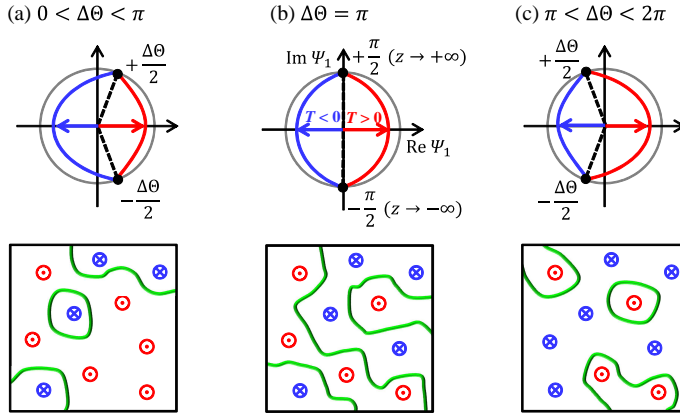 (a) 0 < ΔΘ < π
(b) ΔΘ = π
(c) π < ΔΘ < 2π
+ΔΘ/2
−ΔΘ/2
Im Ψ₁
+π/2 (z → +∞)
T < 0
T > 0
Re Ψ₁
−π/2 (z → −∞)
+ΔΘ/2
−ΔΘ/2